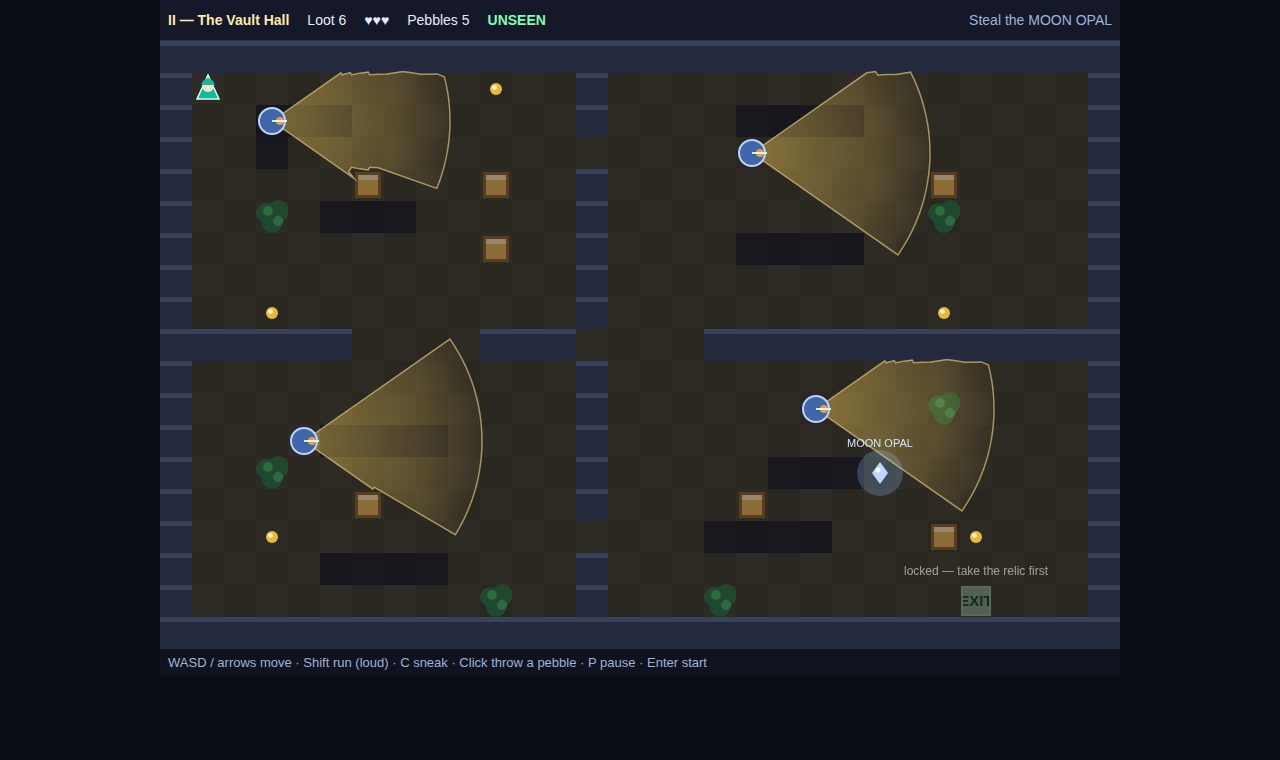 II — The Vault Hall Loot 6 ♥♥♥ Pebbles 5 UNSEEN Steal the MOON OPAL
MOON OPAL
locked — take the relic first
EXIT
WASD / arrows move · Shift run (loud) · C sneak · Click throw a pebble · P pause · Enter start